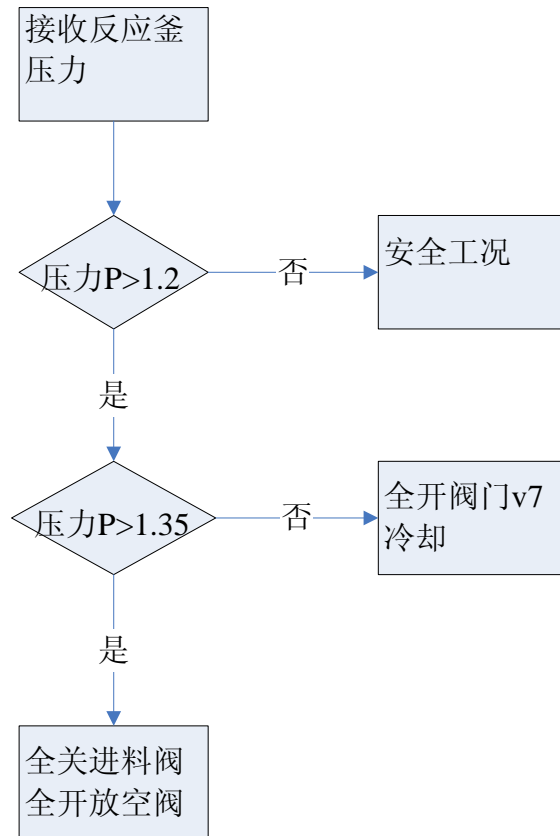 接收反应釜
压力
压力P>1.2
否
安全工况
是
压力P>1.35
否
全开阀门v7
冷却
是
全关进料阀
全开放空阀